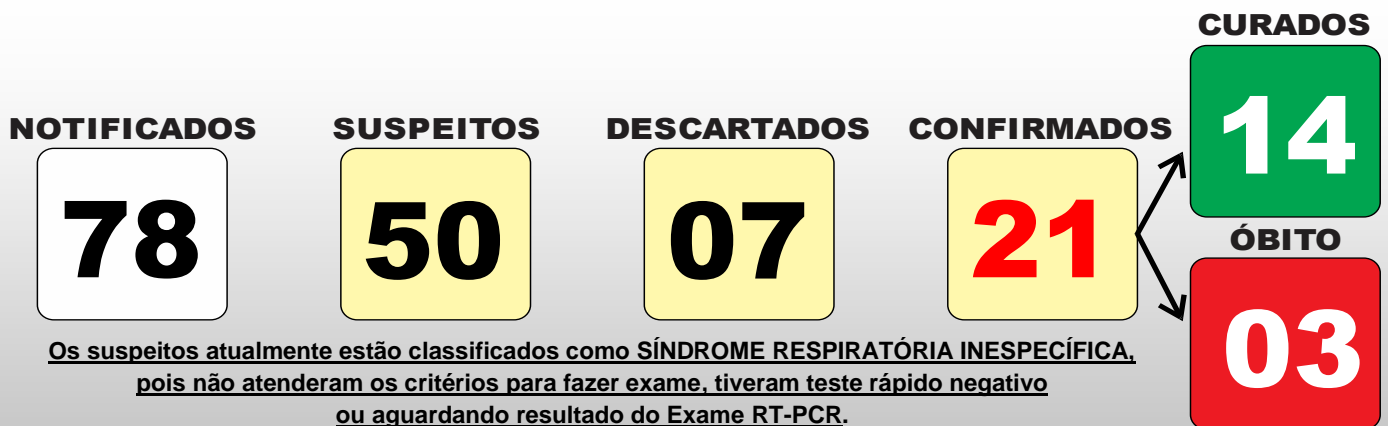 NOTIFICADOS
78
SUSPEITOS
50
DESCARTADOS
07
CONFIRMADOS
21
CURADOS
14
ÓBITO
03
Os suspeitos atualmente estão classificados como SÍNDROME RESPIRATÓRIA INESPECÍFICA,
pois não atenderam os critérios para fazer exame, tiveram teste rápido negativo
ou aguardando resultado do Exame RT-PCR.